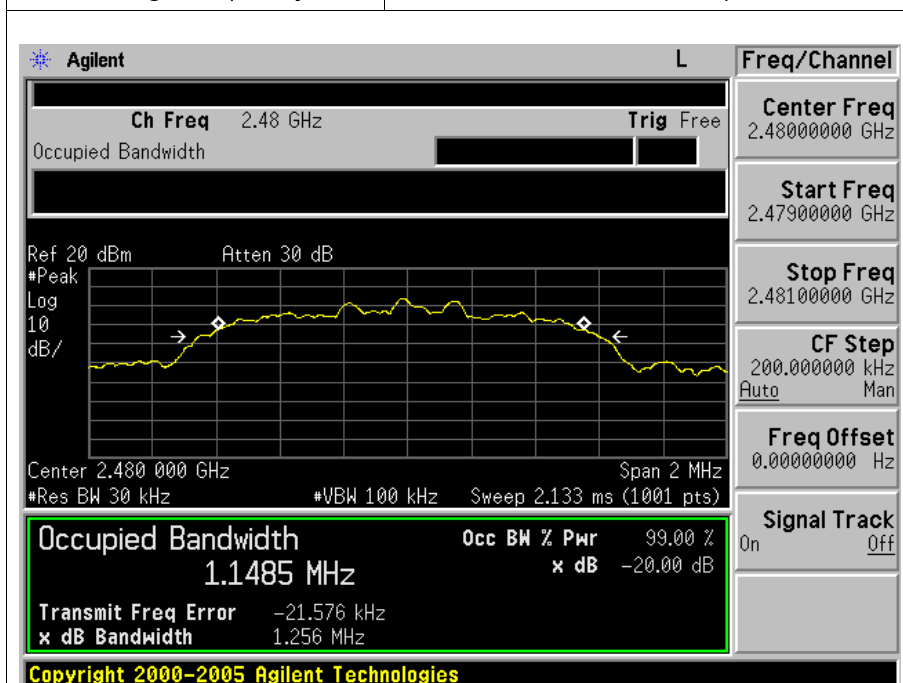 Agilent
L
Freq/Channel
Ch Freq 2.48 GHz Trig Free
Occupied Bandwidth
Center Freq
2.48000000 GHz
Start Freq
2.47900000 GHz
Stop Freq
2.48100000 GHz
CF Step
200.000000 kHz
Auto Man
Freq Offset
0.00000000 Hz
Signal Track
On Off
Ref 20 dBm Atten 30 dB
#Peak
Log
10
dB/
Center 2.480 000 GHz Span 2 MHz
#Res BW 30 kHz #VBW 100 kHz Sweep 2.133 ms (1001 pts)
Occupied Bandwidth
1.1485 MHz
Occ BW % Pwr 99.00 %
x dB -20.00 dB
Transmit Freq Error -21.576 kHz
x dB Bandwidth 1.256 MHz
Copyright 2000-2005 Agilent Technologies